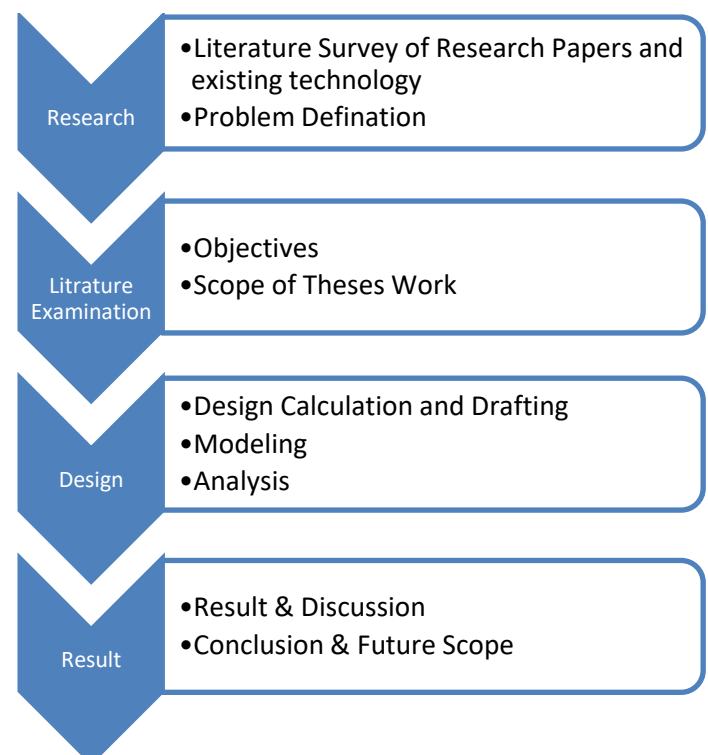 Research
•Literature Survey of Research Papers and
existing technology
•Problem Defination
Litrature
Examination
•Objectives
•Scope of Theses Work
Design
•Design Calculation and Drafting
•Modeling
•Analysis
Result
•Result & Discussion
•Conclusion & Future Scope